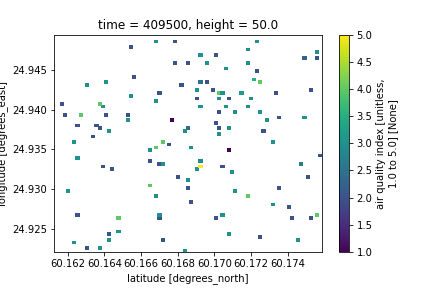 time = 409500, height = 50.0
24.945
24.940
24.935
24.930
24.925
longitude [degrees_east]
60.162 60.164 60.166 60.168 60.170 60.172 60.174
latitude [degrees_north]
5.0
4.5
4.0
3.5
3.0
2.5
2.0
1.5
1.0
air quality index [unitless,
1.0 to 5.0] [None]